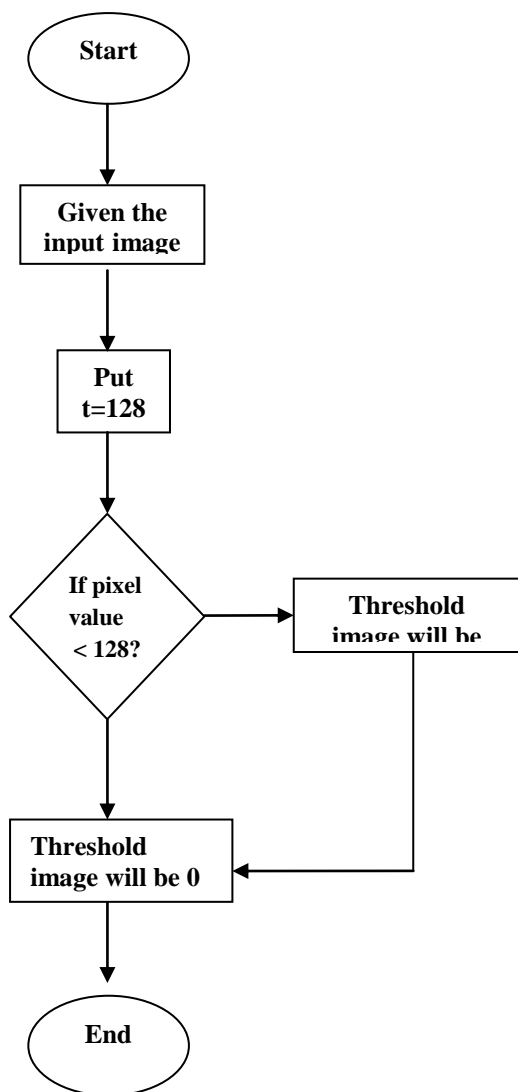 Start
Given the
input image
Put
t=128
If pixel
value
< 128?
Threshold
image will be
Threshold
image will be 0
End